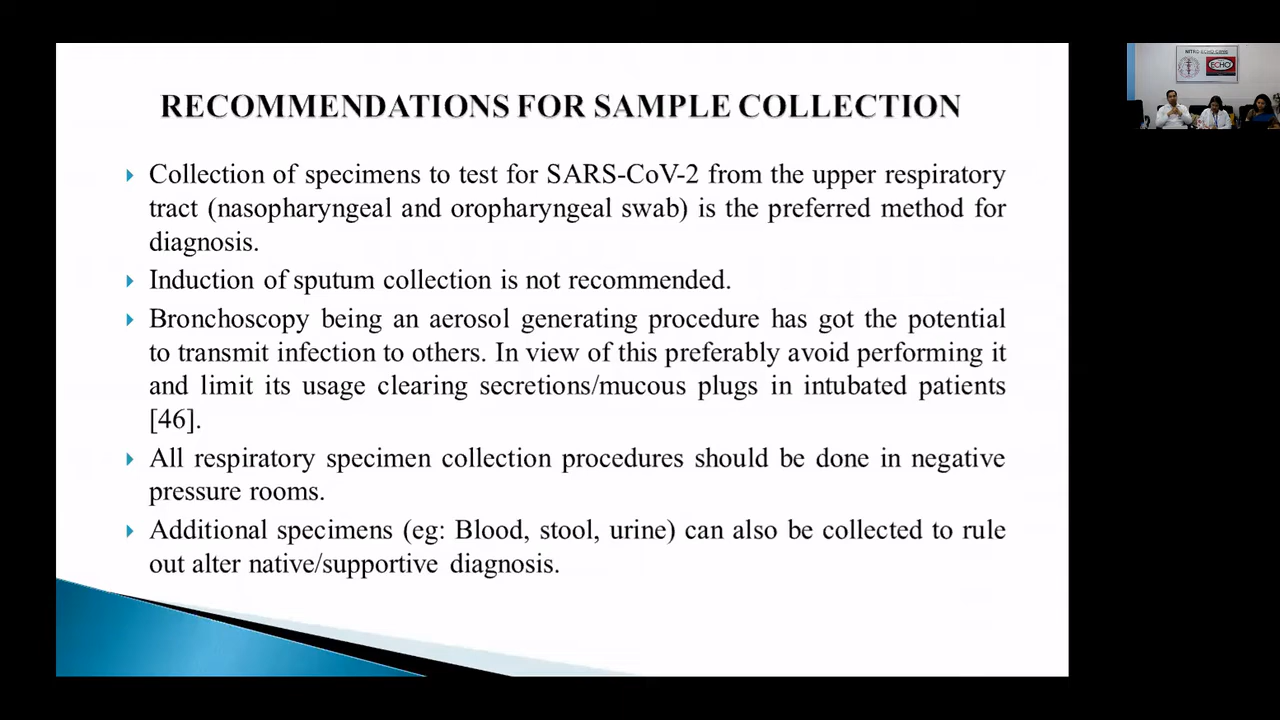 RECOMMENDATIONS FOR SAMPLE COLLECTION
Collection of specimens to test for SARS-CoV-2 from the upper respiratory
tract (nasopharyngeal and oropharyngeal swab) is the preferred method for
diagnosis.
Induction of sputum collection is not recommended.
Bronchoscopy being an aerosol generating procedure has got the potential
to transmit infection to others. In view of this preferably avoid performing it
and limit its usage clearing secretions/mucous plugs in intubated patients
[46].
All respiratory specimen collection procedures should be done in negative
pressure rooms.
Additional specimens (eg: Blood, stool, urine) can also be collected to rule
out alter native/supportive diagnosis.
ECHO